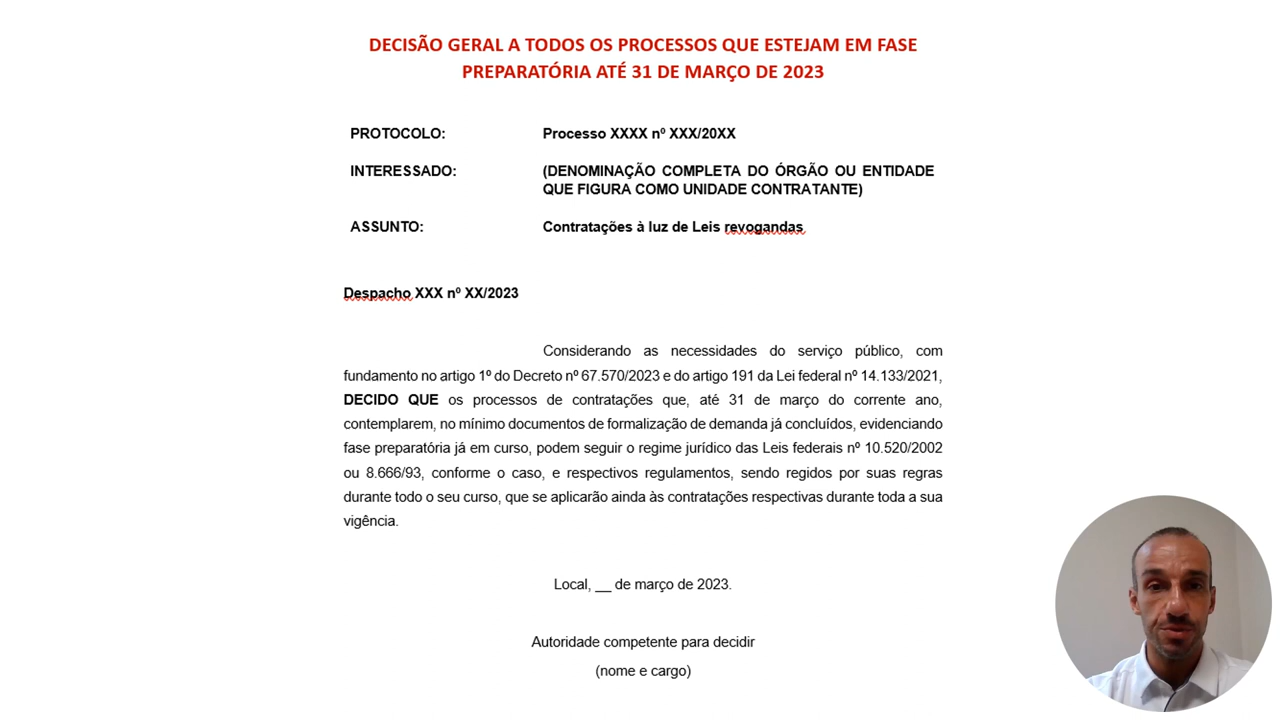 DECISÃO GERAL A TODOS OS PROCESSOS QUE ESTEJAM EM FASE
PREPARATÓRIA ATÉ 31 DE MARÇO DE 2023
PROTOCOLO: Processo XXXX nº XXX/20XX
INTERESSADO: (DENOMINAÇÃO COMPLETA DO ÓRGÃO OU ENTIDADE
QUE FIGURA COMO UNIDADE CONTRATANTE)
ASSUNTO: Contratações à luz de Leis revogandas
Despacho XXX nº XX/2023
Considerando as necessidades do serviço público, com
fundamento no artigo 1º do Decreto nº 67.570/2023 e do artigo 191 da Lei federal nº 14.133/2021,
DECIDO QUE os processos de contratações que, até 31 de março do corrente ano,
contemplarem, no mínimo documentos de formalização de demanda já concluídos, evidenciando
fase preparatória já em curso, podem seguir o regime jurídico das Leis federais nº 10.520/2002
ou 8.666/93, conforme o caso, e respectivos regulamentos, sendo regidos por suas regras
durante todo o seu curso, que se aplicarão ainda às contratações respectivas durante toda a sua
vigência.
Local, __ de março de 2023.
Autoridade competente para decidir
(nome e cargo)